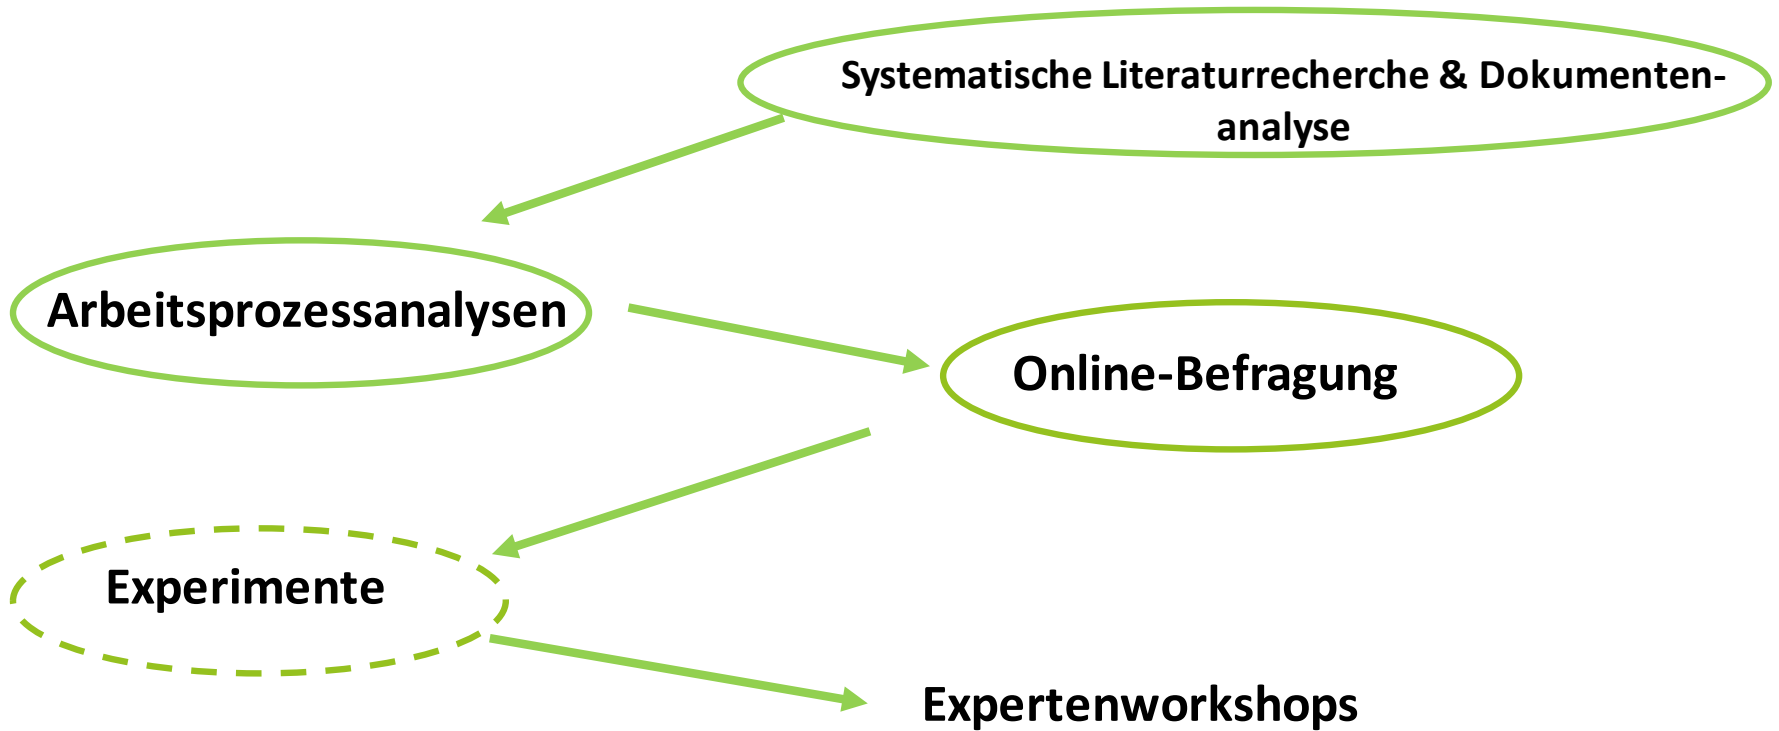 Systematische Literaturrecherche & Dokumenten-
analyse
Arbeitsprozessanalysen
Online-Befragung
Experimente
Expertenworkshops